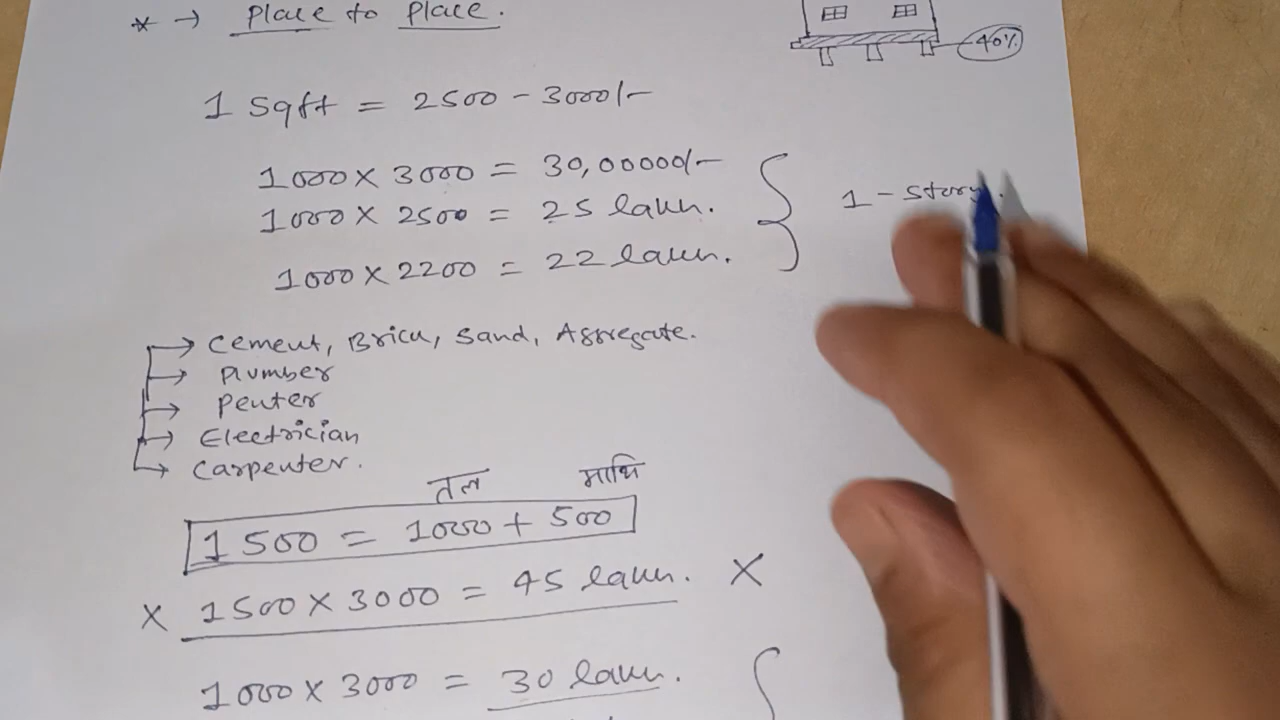 * → Place to Place.
40%
1 Sqft = 2500 - 3000/-
1000 X 3000 = 30,00000/-
1000 X 2500 = 25 lakh.
1000 X 2200 = 22 lakh.
1 - Story.
→ Cement, Brick, Sand, Aggregate.
→ Plumber
→ Penter
→ Electrician
→ Carpenter.
तल माथि
1500 = 1000 + 500
X 1500 X 3000 = 45 lakh. X
1000 X 3000 = 30 lakh.